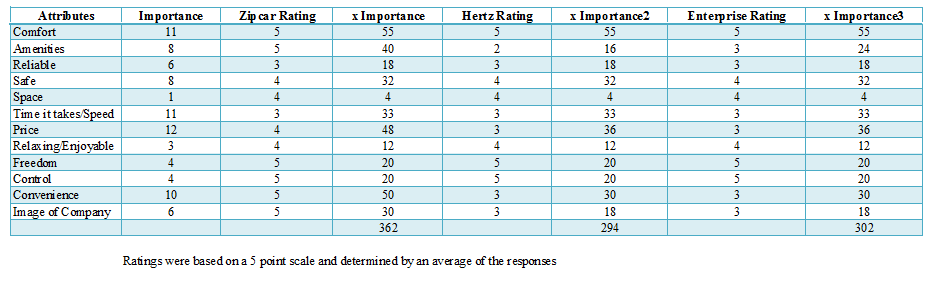 Attributes Importance Zipcar Rating x Importance Hertz Rating x Importance2 Enterprise Rating x Importance3
Comfort 11 5 55 5 55 5 55
Amenities 8 5 40 2 16 3 24
Reliable 6 3 18 3 18 3 18
Safe 8 4 32 4 32 4 32
Space 1 4 4 4 4 4 4
Time it takes/Speed 11 3 33 3 33 3 33
Price 12 4 48 3 36 3 36
Relaxing/Enjoyable 3 4 12 4 12 4 12
Freedom 4 5 20 5 20 5 20
Control 4 5 20 5 20 5 20
Convenience 10 5 50 3 30 3 30
Image of Company 6 5 30 3 18 3 18
362 294 302
Ratings were based on a 5 point scale and determined by an average of the responses